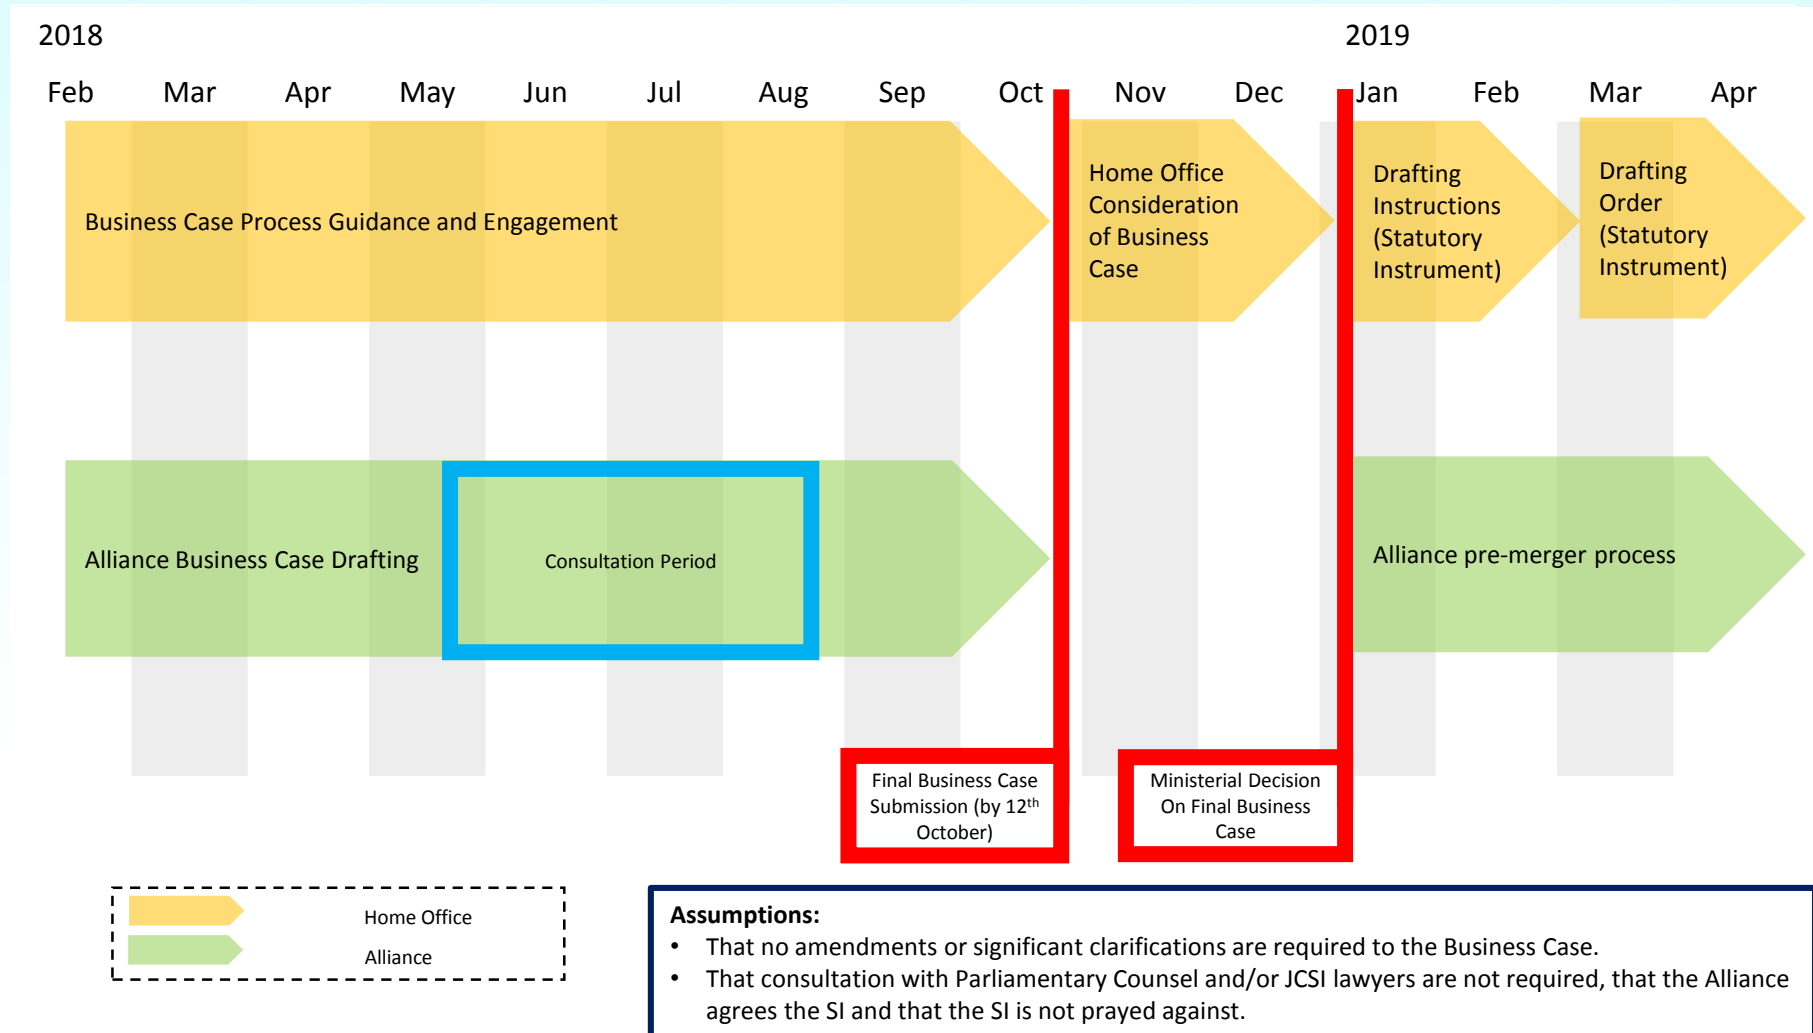 2018
2019
Feb
Mar
Apr
May
Jun
Jul
Aug
Sep
Oct
Nov
Dec
Jan
Feb
Mar
Apr
Business Case Process Guidance and Engagement
Home Office
Consideration
of Business
Case
Drafting
Instructions
(Statutory
Instrument)
Drafting
Order
(Statutory
Instrument)
Alliance Business Case Drafting
Consultation Period
Alliance pre-merger process
Final Business Case
Submission (by 12th
October)
Ministerial Decision
On Final Business
Case
Home Office
Alliance
Assumptions:
• That no amendments or significant clarifications are required to the Business Case.
• That consultation with Parliamentary Counsel and/or JCSI lawyers are not required, that the Alliance
agrees the SI and that the SI is not prayed against.